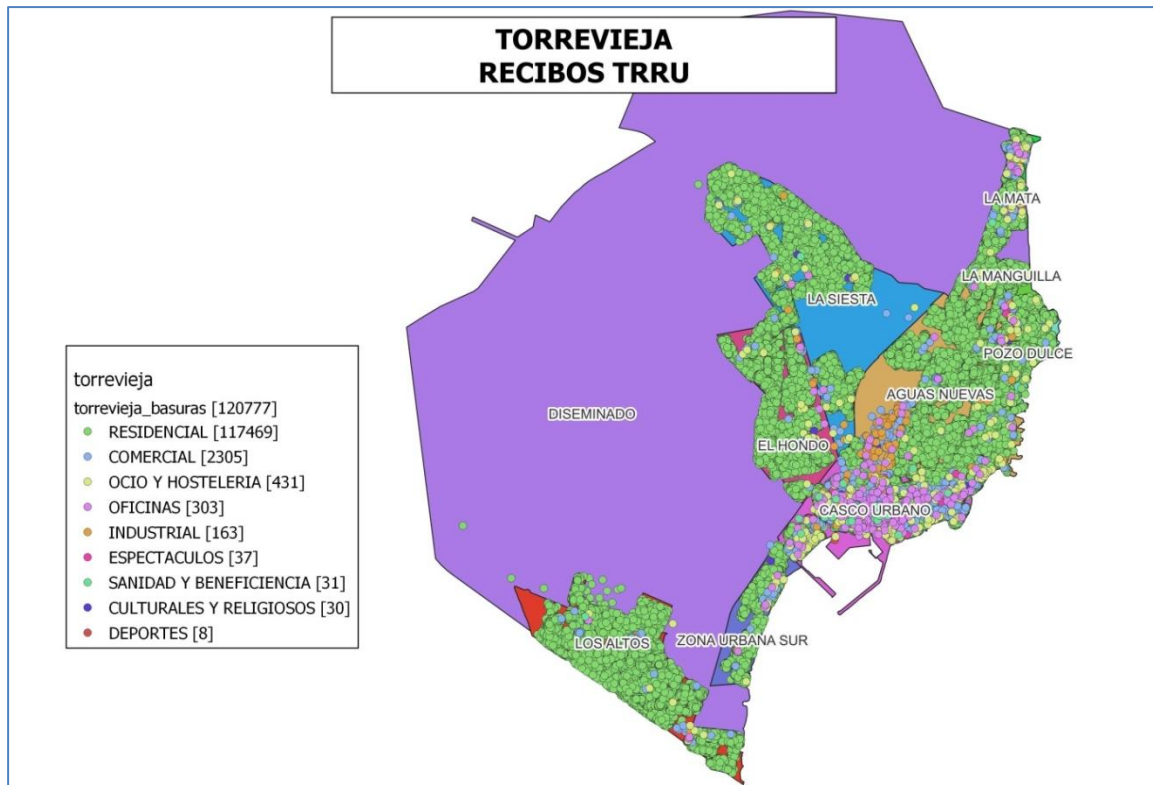 TORREVIEJA
RECIBOS TRRU
LA MATA
LA MANGUILLA
LA SIESTA
POZO DULCE
AGUAS NUEVAS
DISEMINADO
EL HONDO
CASCO URBANO
ZONA URBANA SUR
LOS ALTOS
torrevieja
torrevieja_basuras [120777]
RESIDENCIAL [117469]
COMERCIAL [2305]
OCIO Y HOSTELERIA [431]
OFICINAS [303]
INDUSTRIAL [163]
ESPECTACULOS [37]
SANIDAD Y BENEFICIENCIA [31]
CULTURALES Y RELIGIOSOS [30]
DEPORTES [8]